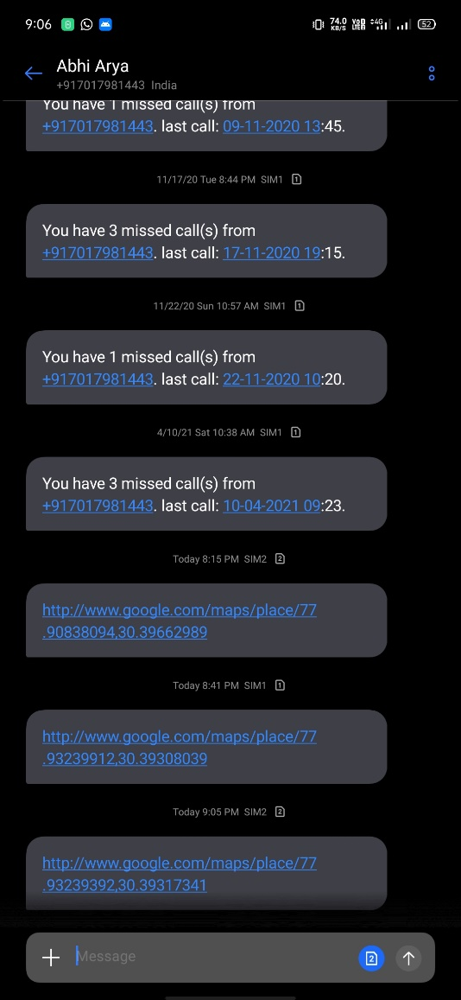 9:06 74.0 KB/S VoD LTE2 4G 52
Abhi Arya
+917017981443 India
You have 1 missed call(s) from
+917017981443. last call: 09-11-2020 13:45.
11/17/20 Tue 8:44 PM SIM1 1
You have 3 missed call(s) from
+917017981443. last call: 17-11-2020 19:15.
11/22/20 Sun 10:57 AM SIM1 1
You have 1 missed call(s) from
+917017981443. last call: 22-11-2020 10:20.
4/10/21 Sat 10:38 AM SIM1 1
You have 3 missed call(s) from
+917017981443. last call: 10-04-2021 09:23.
Today 8:15 PM SIM2 2
http://www.google.com/maps/place/77
.90838094,30.39662989
Today 8:41 PM SIM1 1
http://www.google.com/maps/place/77
.93239912,30.39308039
Today 9:05 PM SIM2 2
http://www.google.com/maps/place/77
.93239392,30.39317341
Message 2